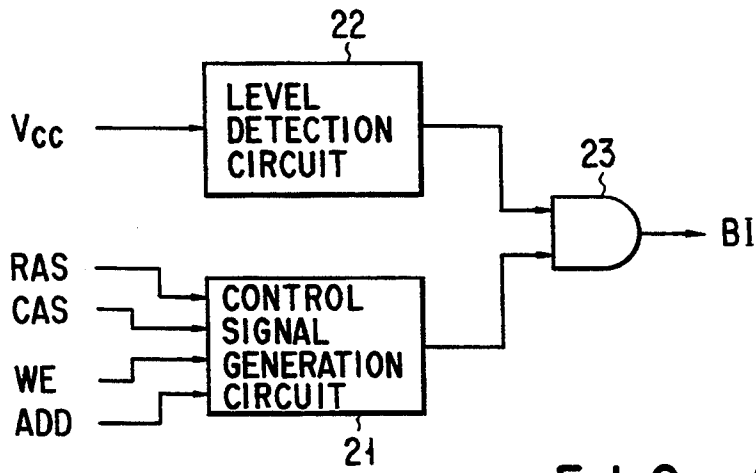 22
LEVEL
DETECTION
CIRCUIT
Vcc
23
BI
RAS
CAS
WE
ADD
CONTROL
SIGNAL
GENERATION
CIRCUIT
21